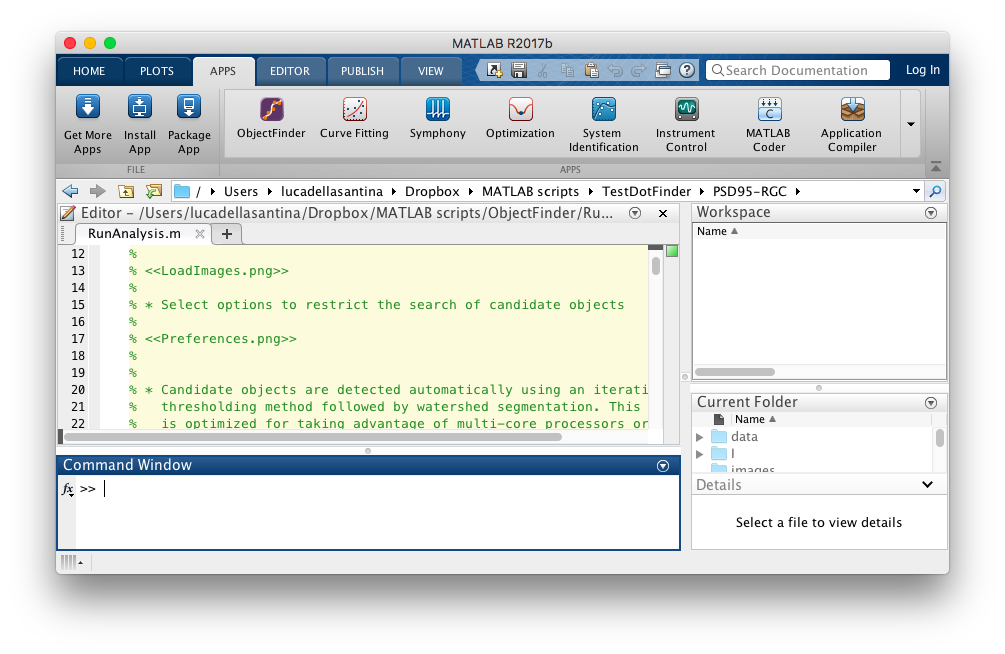 MATLAB R2017b
HOME PLOTS APPS EDITOR PUBLISH VIEW Search Documentation Log In
Get More Apps
Install App
Package App
FILE
ObjectFinder
Curve Fitting
Symphony
Optimization
System Identification
Instrument Control
MATLAB Coder
Application Compiler
APPS
/ Users lucadellasantina Dropbox MATLAB scripts TestDotFinder PSD95-RGC
Editor – /Users/lucadellasantina/Dropbox/MATLAB scripts/ObjectFinder/Ru...
RunAnalysis.m
12 %
13 % <<LoadImages.png>>
14 %
15 % * Select options to restrict the search of candidate objects
16 %
17 % <<Preferences.png>>
18 %
19 %
20 % * Candidate objects are detected automatically using an iterati
21 % thresholding method followed by watershed segmentation. This
22 % is optimized for taking advantage of multi-core processors or
Command Window
fx >>
Workspace
Name
Current Folder
Name
data
I
images
Details
Select a file to view details